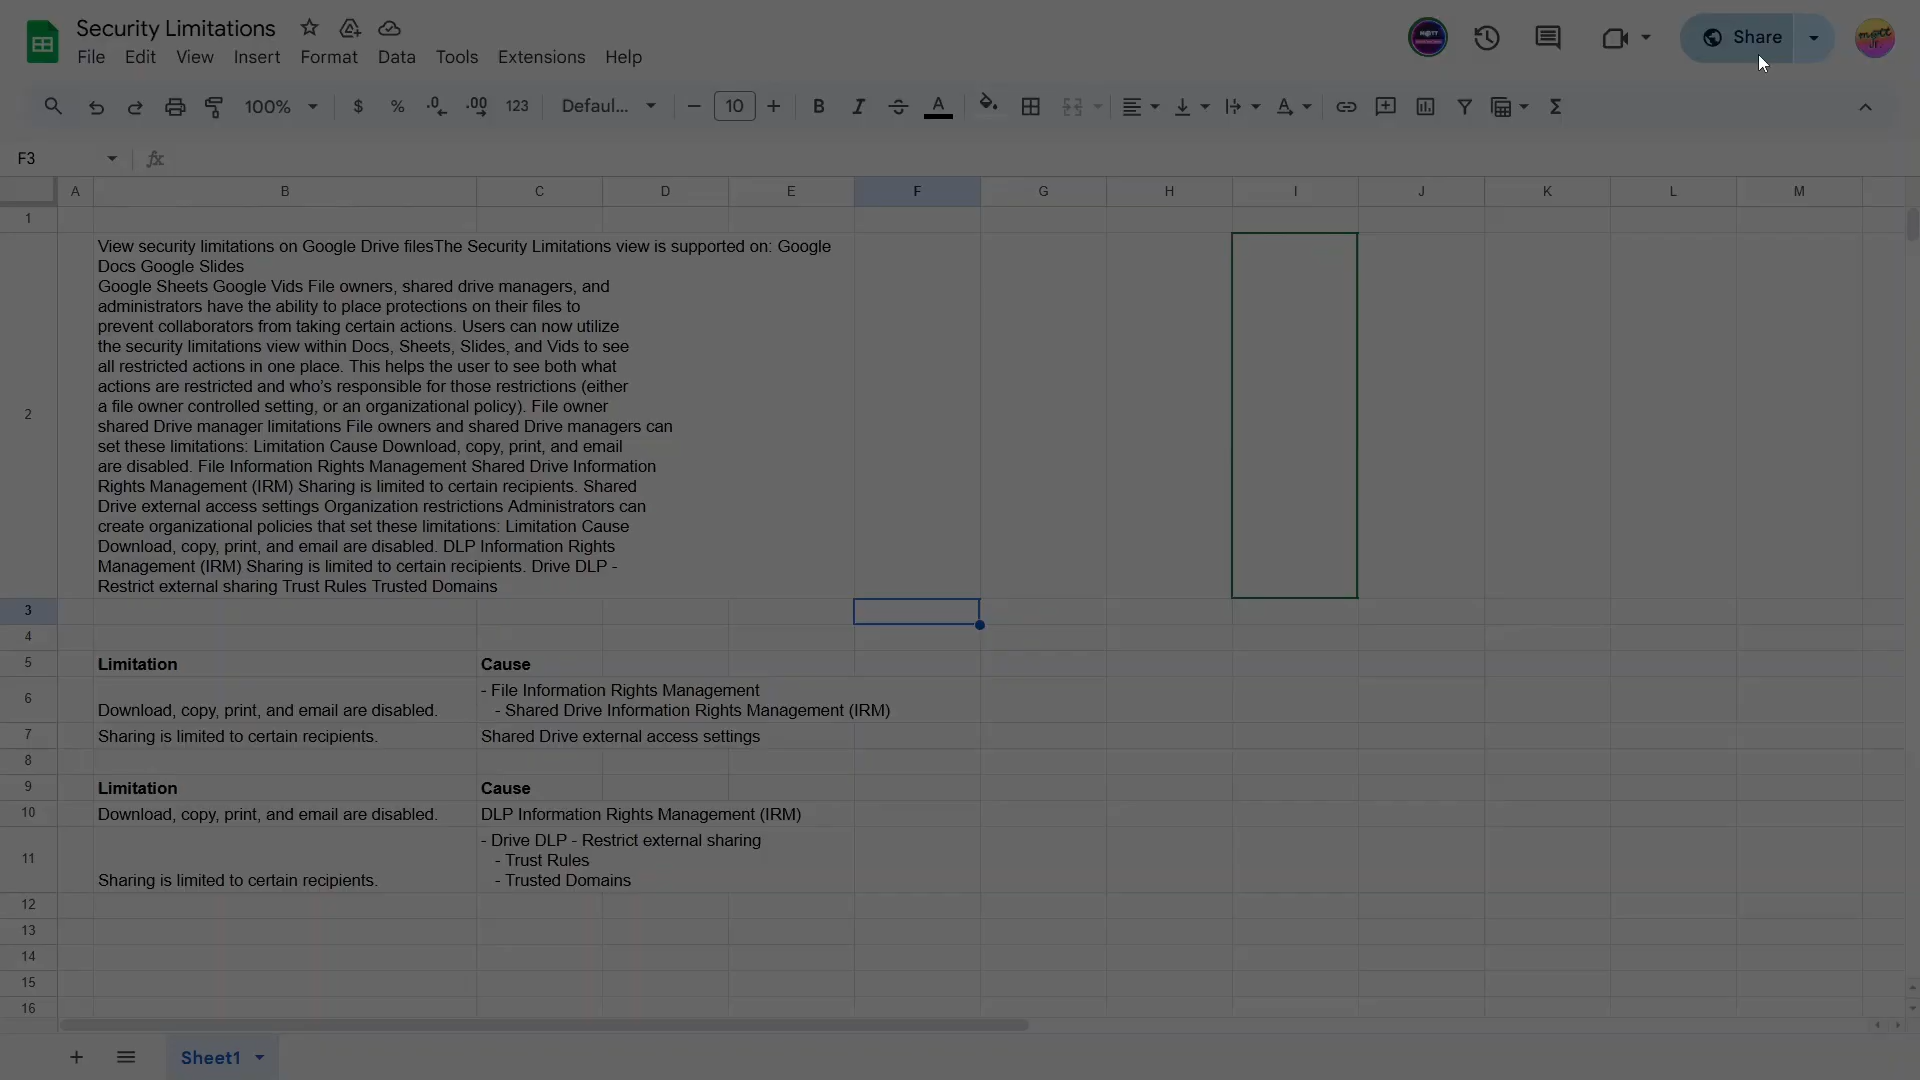 Security Limitations
Share
File Edit View Insert Format Data Tools Extensions Help
100% $ % .0 .00 123 Defaul... 10 B I A
F3 fx
A B C D E F G H I J K L M
1
View security limitations on Google Drive filesThe Security Limitations view is supported on: Google
Docs Google Slides
Google Sheets Google Vids File owners, shared drive managers, and
administrators have the ability to place protections on their files to
prevent collaborators from taking certain actions. Users can now utilize
the security limitations view within Docs, Sheets, Slides, and Vids to see
all restricted actions in one place. This helps the user to see both what
actions are restricted and who's responsible for those restrictions (either
a file owner controlled setting, or an organizational policy). File owner
2
shared Drive manager limitations File owners and shared Drive managers can
set these limitations: Limitation Cause Download, copy, print, and email
are disabled. File Information Rights Management Shared Drive Information
Rights Management (IRM) Sharing is limited to certain recipients. Shared
Drive external access settings Organization restrictions Administrators can
create organizational policies that set these limitations: Limitation Cause
Download, copy, print, and email are disabled. DLP Information Rights
Management (IRM) Sharing is limited to certain recipients. Drive DLP -
Restrict external sharing Trust Rules Trusted Domains
3
4
5 Limitation Cause
- File Information Rights Management
6
Download, copy, print, and email are disabled. - Shared Drive Information Rights Management (IRM)
7 Sharing is limited to certain recipients. Shared Drive external access settings
8
9 Limitation Cause
10 Download, copy, print, and email are disabled. DLP Information Rights Management (IRM)
- Drive DLP - Restrict external sharing
11 - Trust Rules
Sharing is limited to certain recipients. - Trusted Domains
12
13
14
15
16
Sheet1